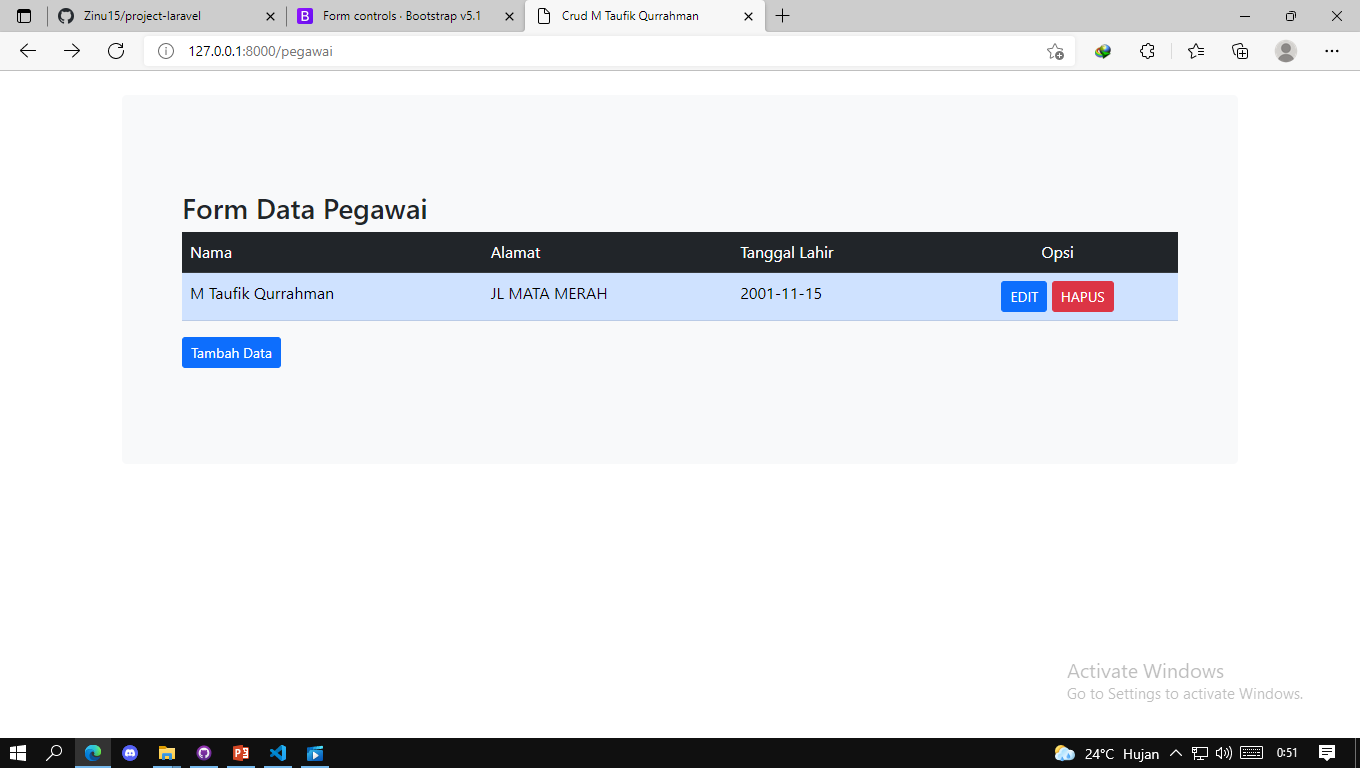 Zinu15/project-laravel
Form controls · Bootstrap v5.1
Crud M Taufik Qurrahman
127.0.0.1:8000/pegawai
Form Data Pegawai
Nama Alamat Tanggal Lahir Opsi
M Taufik Qurrahman JL MATA MERAH 2001-11-15 EDIT HAPUS
Tambah Data
Activate Windows
Go to Settings to activate Windows.
24°C Hujan 0:51